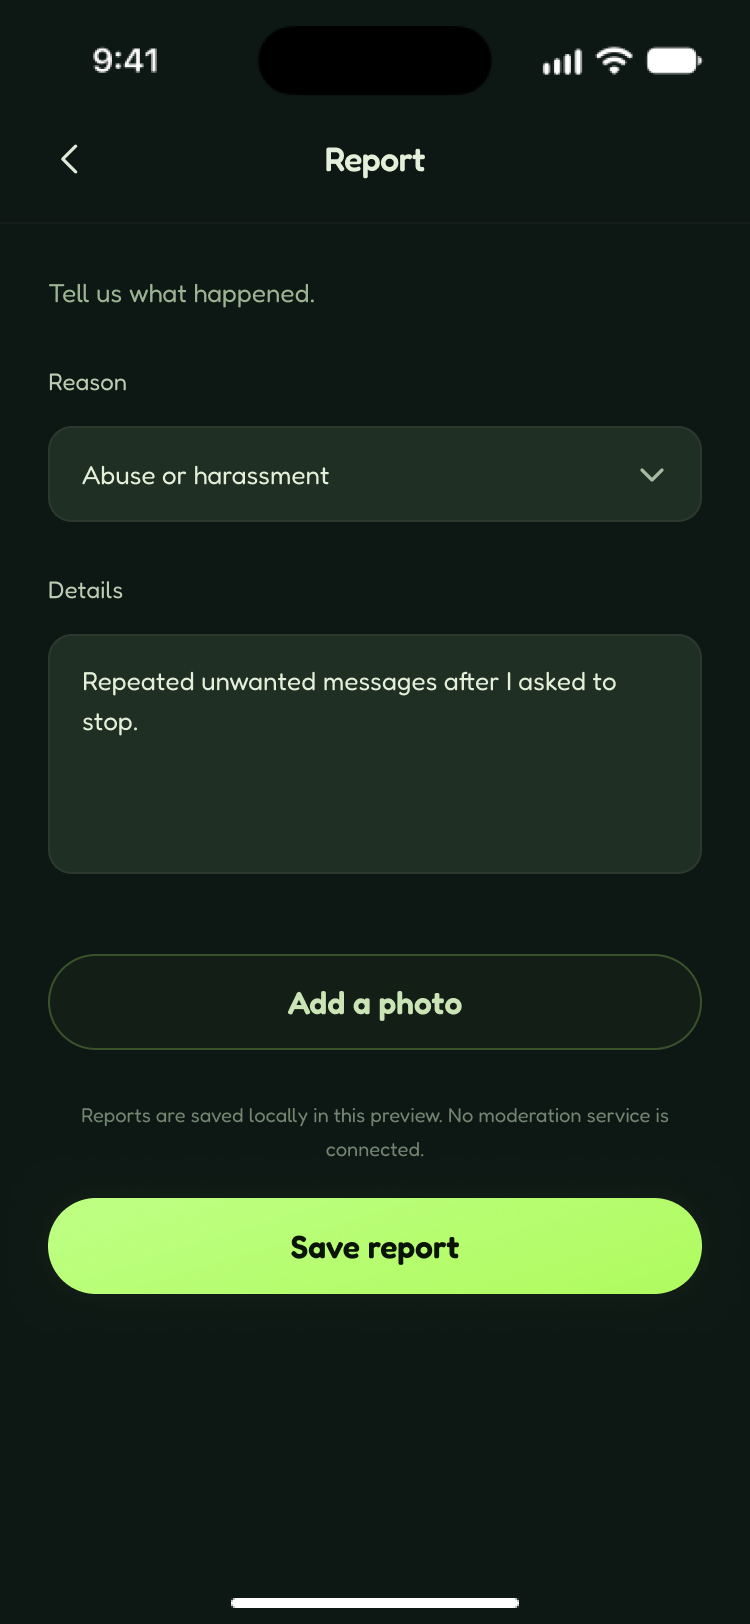 9:41
Report
Tell us what happened.
Reason
Abuse or harassment
Details
Repeated unwanted messages after I asked to
stop.
Add a photo
Reports are saved locally in this preview. No moderation service is
connected.
Save report